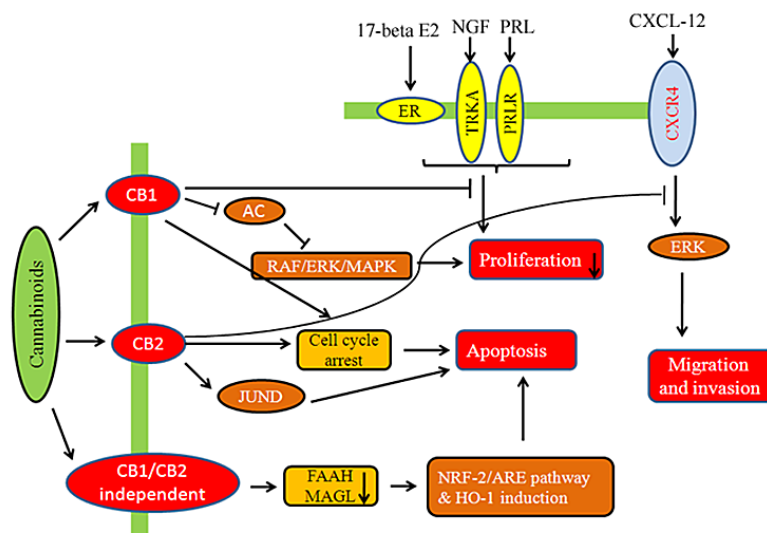 17-beta E2
NGF
PRL
CXCL-12
ER
TRKA
PRLR
CXCR4
CB1
AC
RAF/ERK/MAPK
Proliferation
ERK
Cannabinoids
CB2
Cell cycle
arrest
Apoptosis
JUND
Migration
and invasion
CB1/CB2
independent
FAAH
MAGL
NRF-2/ARE pathway
& HO-1 induction